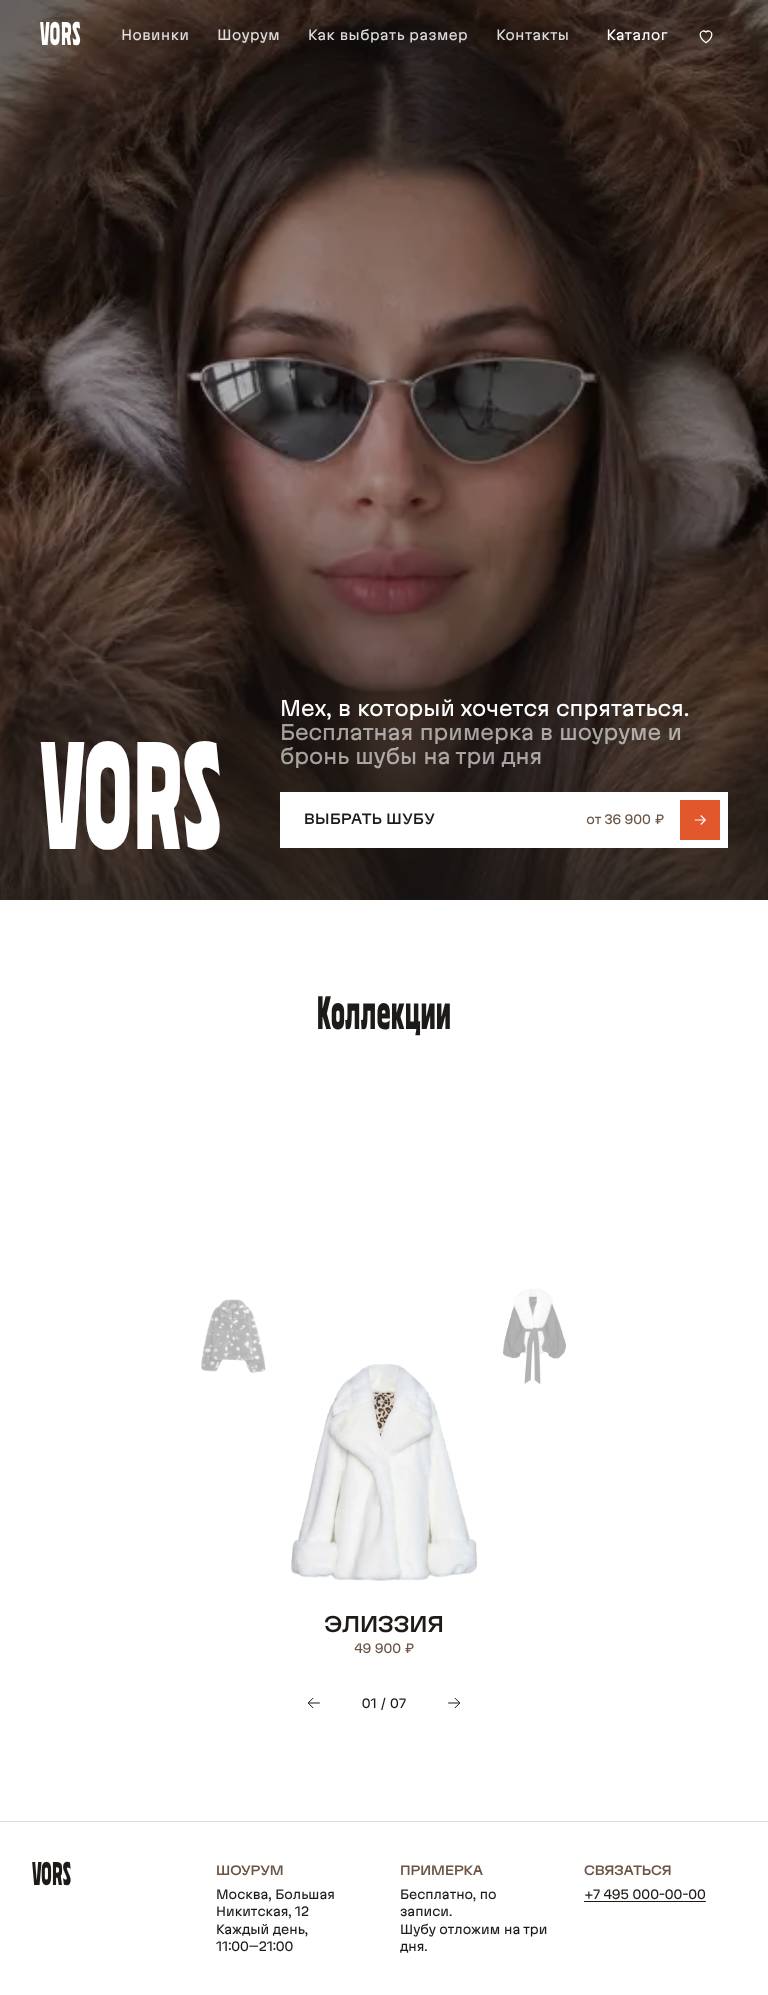 VORS
Новинки
Шоурум
Как выбрать размер
Контакты
Каталог
Мех, в который хочется спрятаться.
Бесплатная примерка в шоуруме и
бронь шубы на три дня
VORS
ВЫБРАТЬ ШУБУ
от 36 900 ₽
Коллекции
ЭЛИЗЗИЯ
49 900 ₽
01 / 07
VORS
ШОУРУМ
Москва, Большая
Никитская, 12
Каждый день,
11:00—21:00
ПРИМЕРКА
Бесплатно, по
записи.
Шубу отложим на три
дня.
СВЯЗАТЬСЯ
+7 495 000-00-00